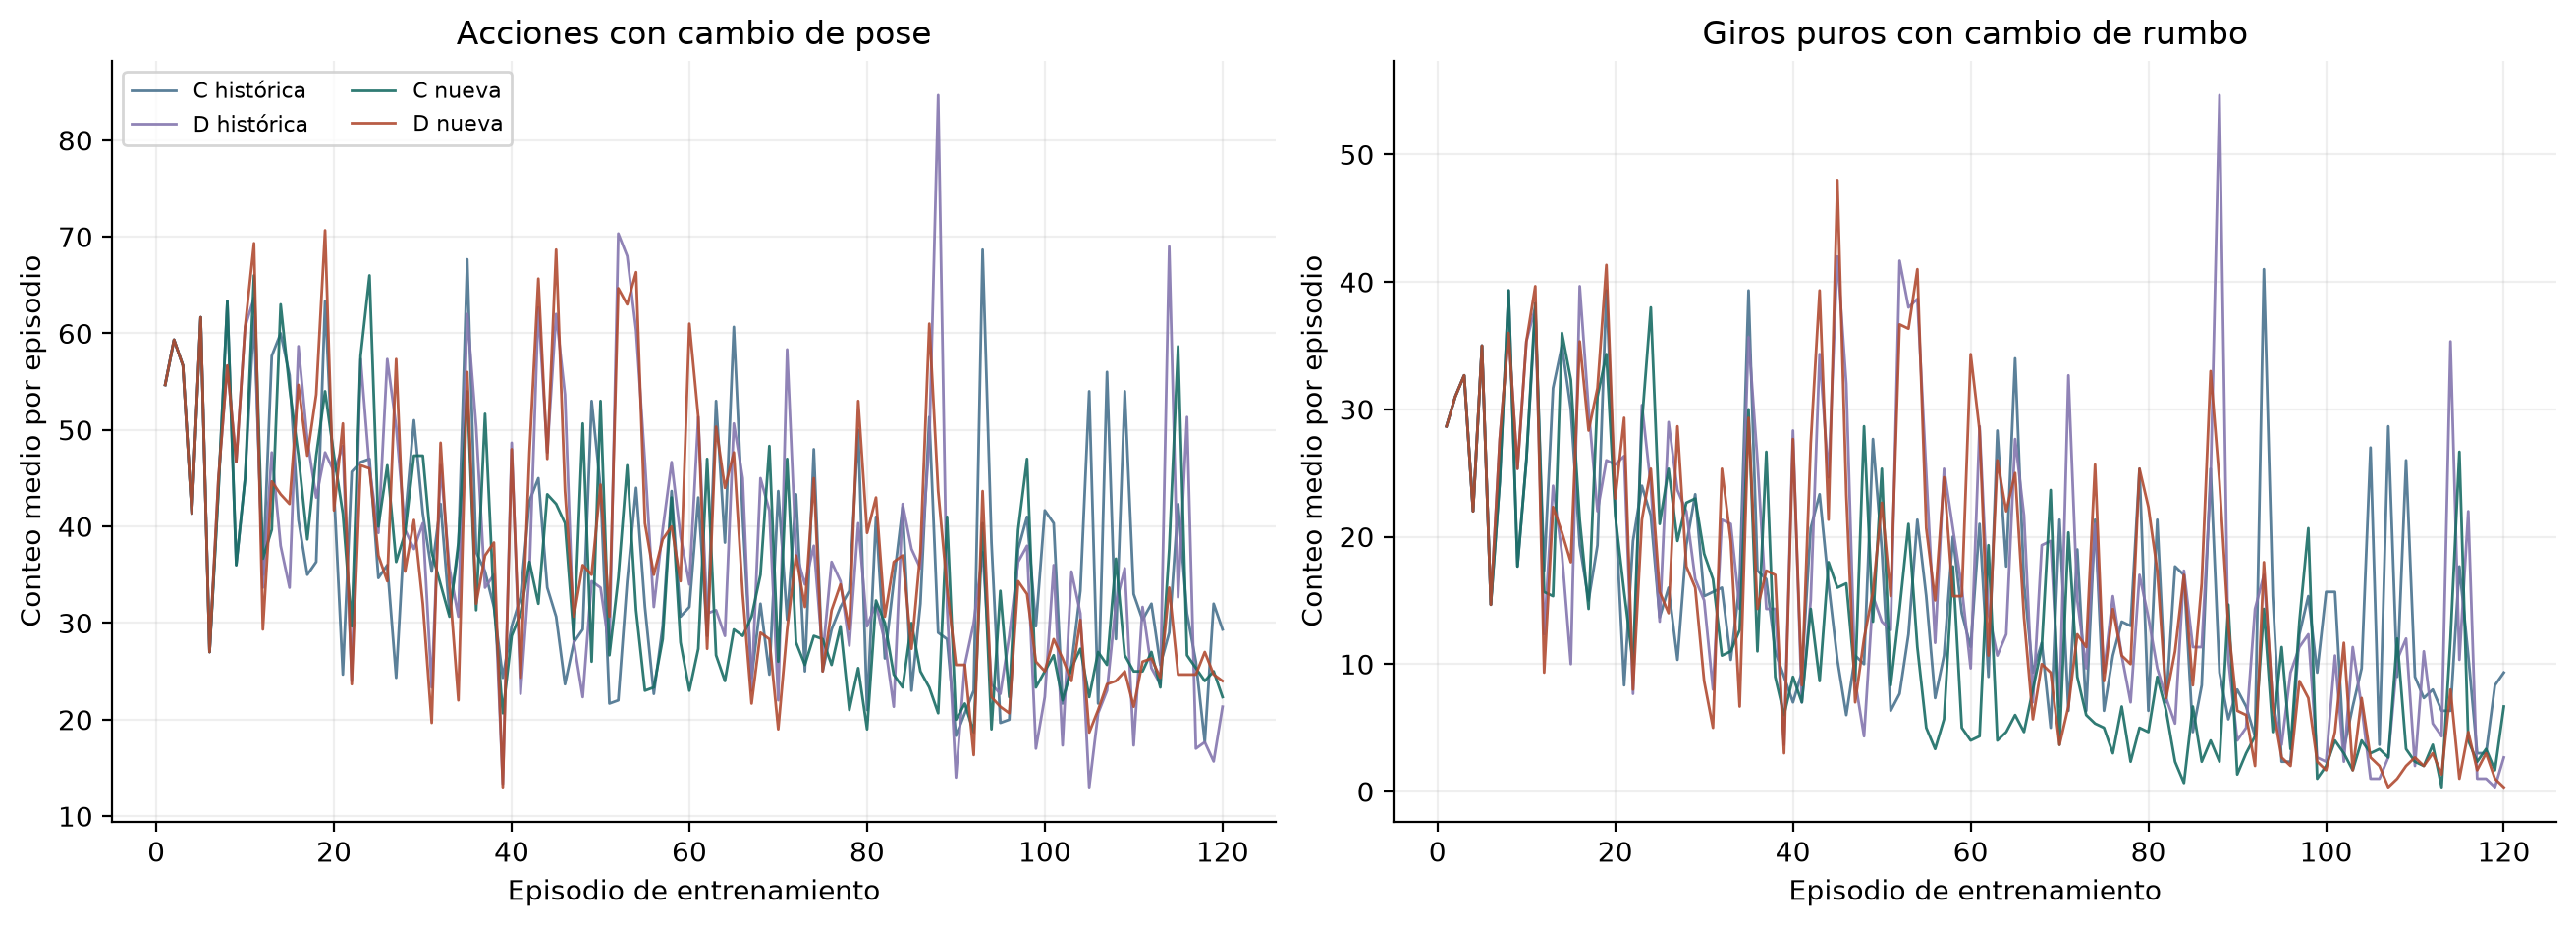 Acciones con cambio de pose
C histórica
D histórica
C nueva
D nueva
Conteo medio por episodio
80
70
60
50
40
30
20
10
0 20 40 60 80 100 120
Episodio de entrenamiento
Giros puros con cambio de rumbo
Conteo medio por episodio
50
40
30
20
10
0
0 20 40 60 80 100 120
Episodio de entrenamiento